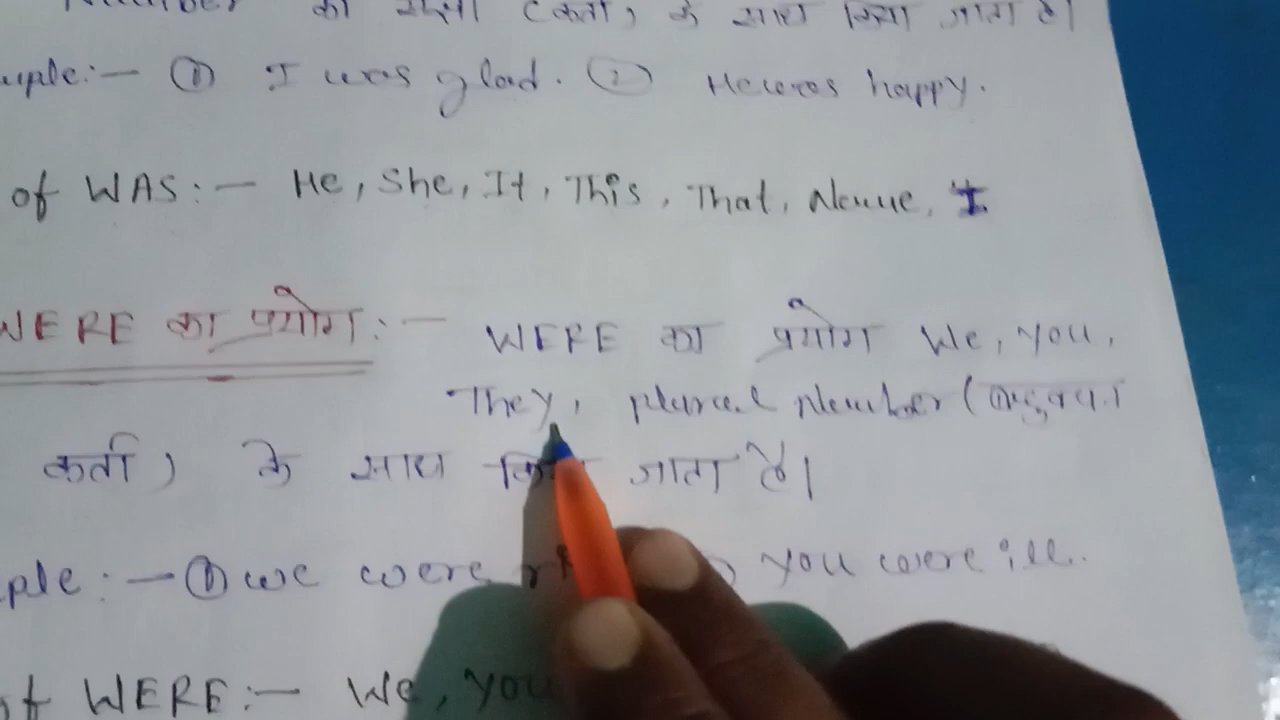 Number का संज्ञा (कर्ता) के साथ किया जाता है।
mple:— ① I was glad. ② He was happy.
of WAS:— He, She, It, This, That, Name, I
WERE का प्रयोग:— WERE का प्रयोग We, you,
They, plural Number (बहुवचन
कर्ता) के साथ किया जाता है।
ple:— ① we were you were ill.
of WERE:— We, you